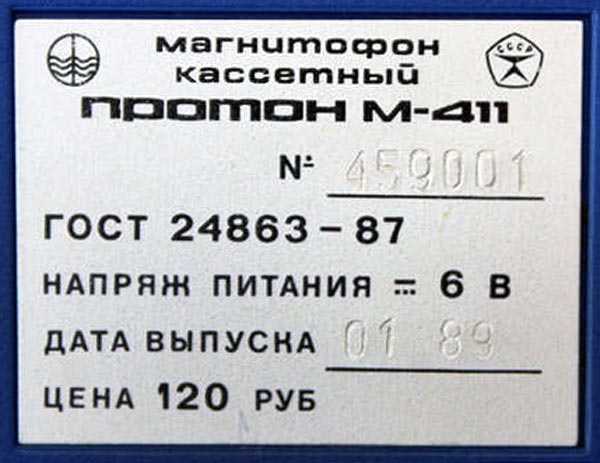 СССР
МАГНИТОФОН
КАССЕТНЫЙ
ПРОТОН М-411
№ 459001
ГОСТ 24863-87
НАПРЯЖ ПИТАНИЯ ⎓ 6 В
ДАТА ВЫПУСКА 01 89
ЦЕНА 120 РУБ